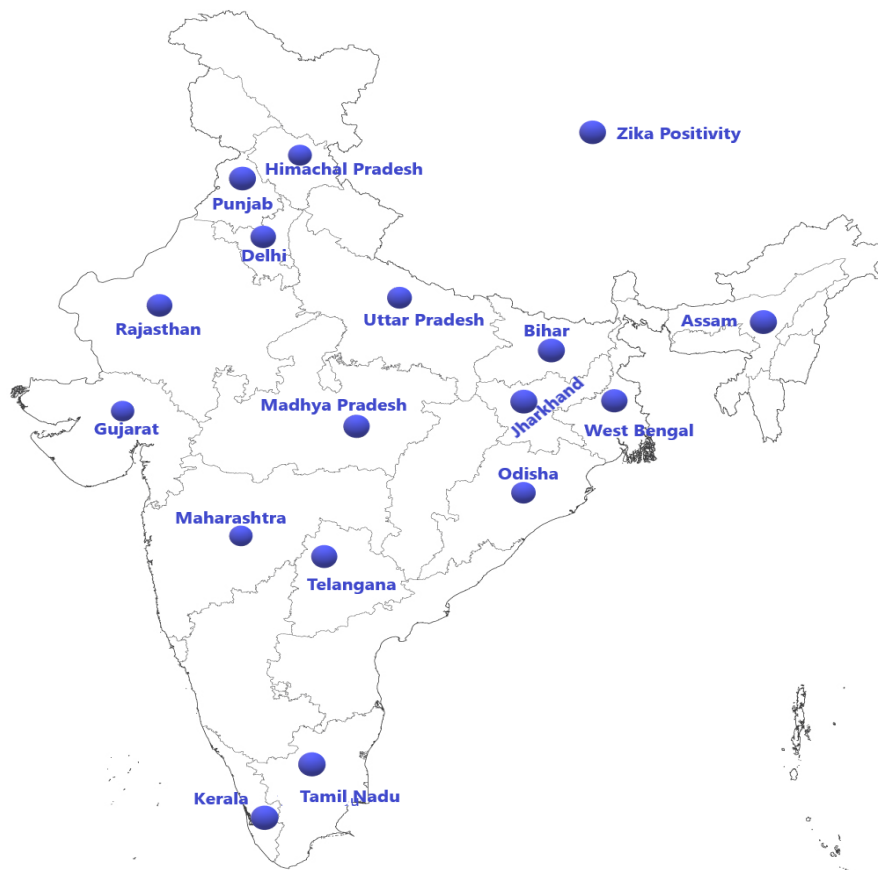 Zika Positivity
Himachal Pradesh
Punjab
Delhi
Rajasthan
Uttar Pradesh
Assam
Bihar
Jharkhand
Madhya Pradesh
Gujarat
West Bengal
Odisha
Maharashtra
Telangana
Kerala
Tamil Nadu